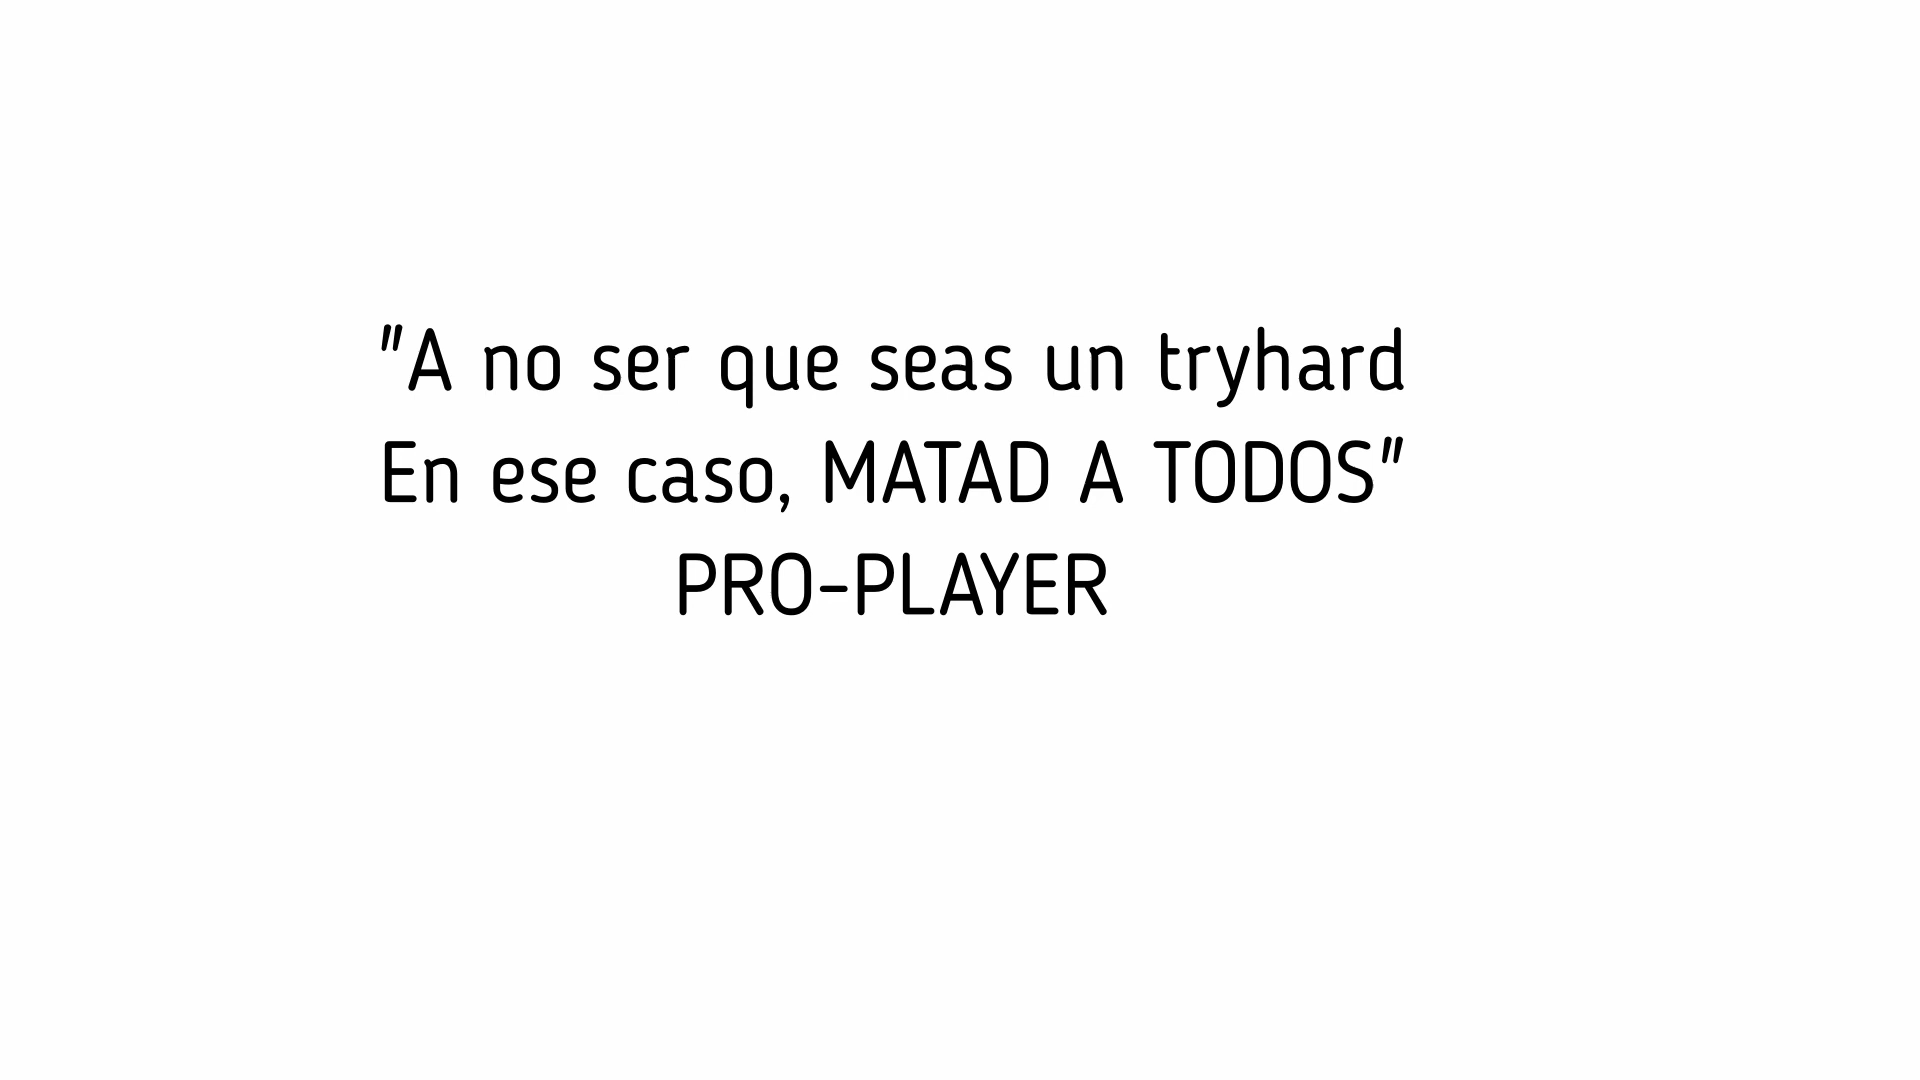 "A no ser que seas un tryhard
En ese caso, MATAD A TODOS"
PRO-PLAYER